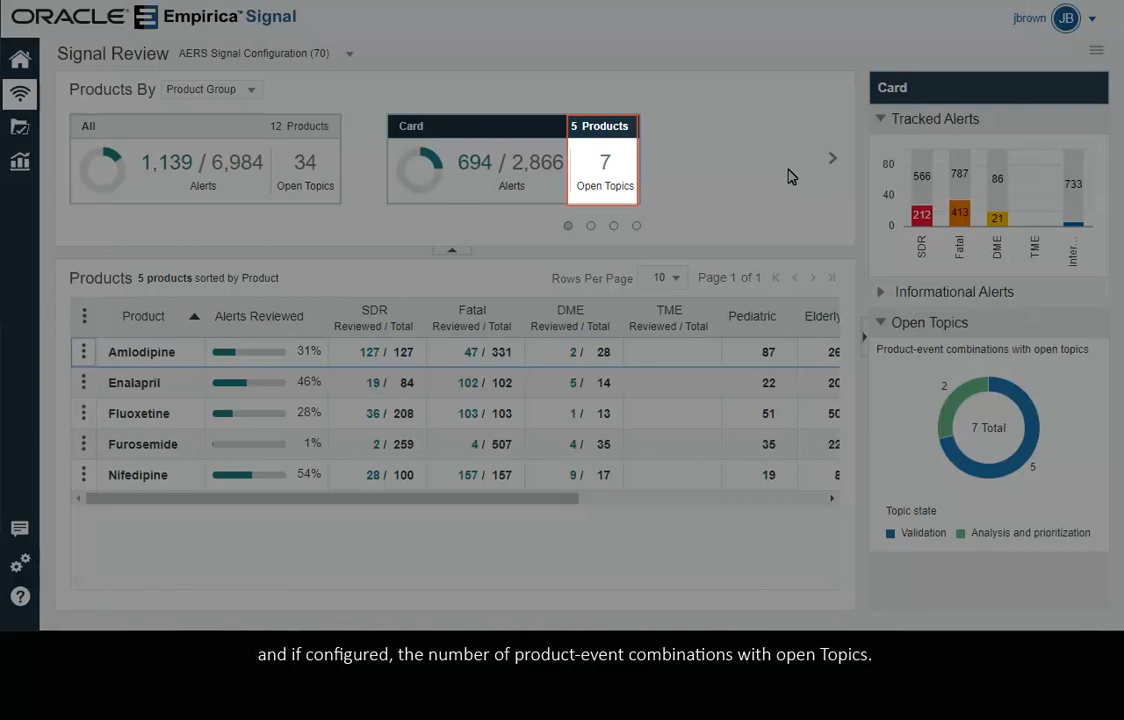 ORACLE Empirica™ Signal
jbrown JB
Signal Review AERS Signal Configuration (70)
Products By Product Group
All 12 Products
1,139 / 6,984 34
Alerts Open Topics
Card 5 Products
694 / 2,866 7
Alerts Open Topics
Products 5 products sorted by Product Rows Per Page 10 Page 1 of 1
Product Alerts Reviewed SDR Fatal DME TME Pediatric Elderly
Reviewed / Total Reviewed / Total Reviewed / Total Reviewed / Total
Amlodipine 31% 127 / 127 47 / 331 2 / 28 87 26
Enalapril 46% 19 / 84 102 / 102 5 / 14 22 20
Fluoxetine 28% 36 / 208 103 / 103 1 / 13 51 50
Furosemide 1% 2 / 259 4 / 507 4 / 35 35 22
Nifedipine 54% 28 / 100 157 / 157 9 / 17 19 8
Card
Tracked Alerts
80
40
0
566 787 86 733
212 413 21
SDR Fatal DME TME Inter...
Informational Alerts
Open Topics
Product-event combinations with open topics
2
7 Total
5
Topic state
Validation Analysis and prioritization
and if configured, the number of product-event combinations with open Topics.